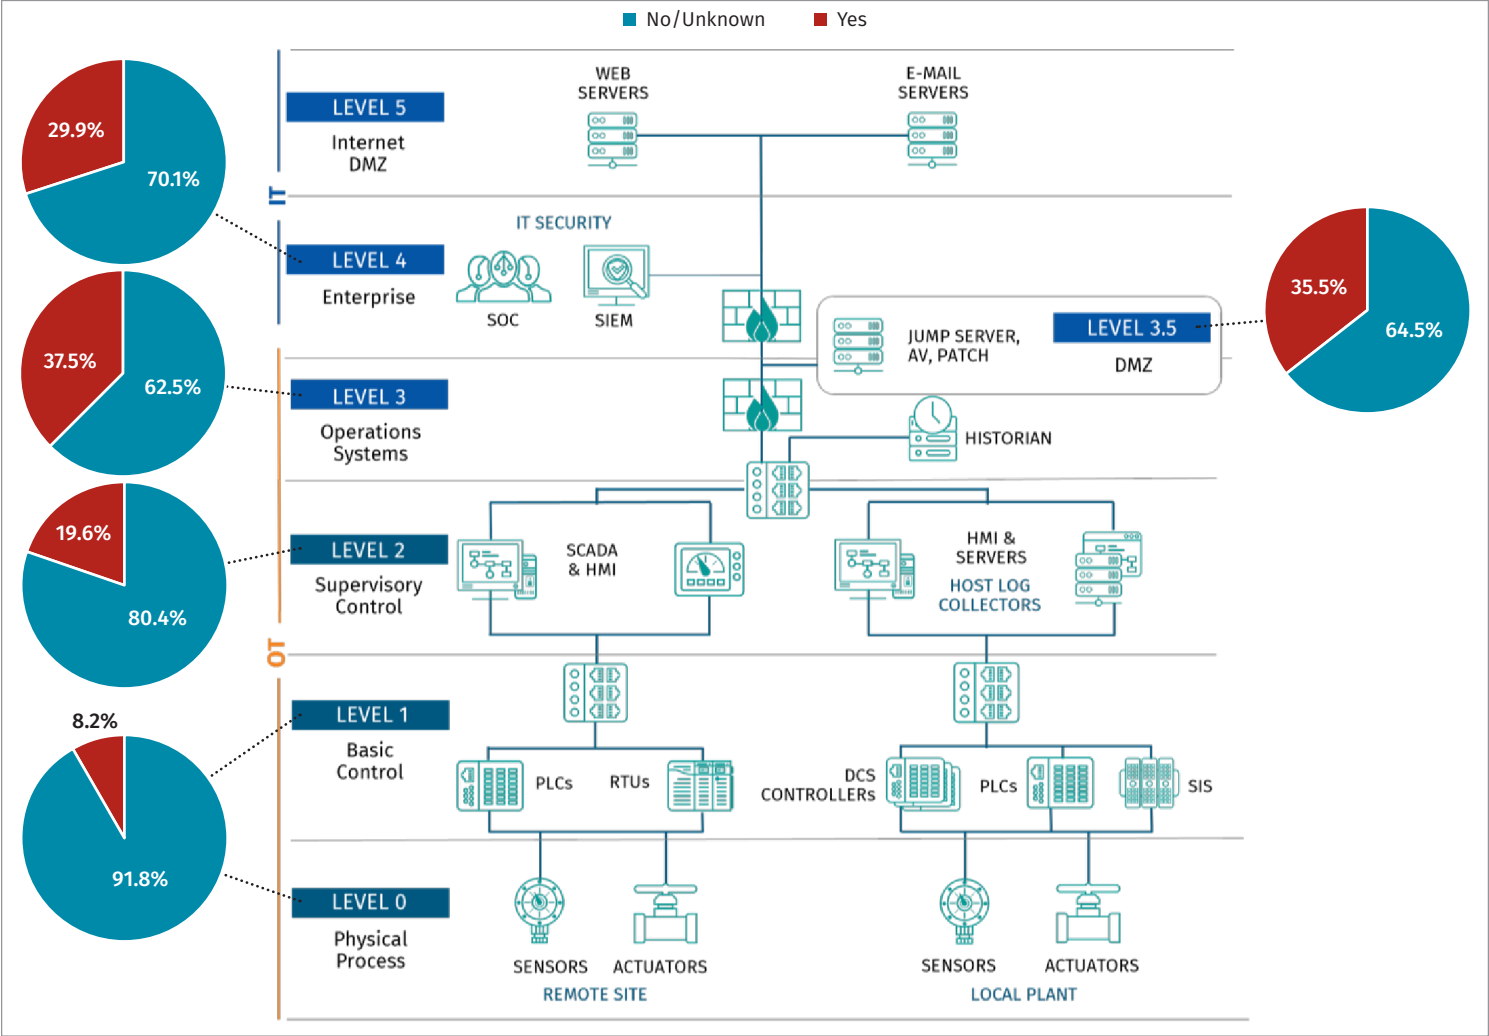 No/Unknown
Yes
29.9%
70.1%
LEVEL 5
Internet
DMZ
WEB
SERVERS
E-MAIL
SERVERS
IT
IT SECURITY
LEVEL 4
Enterprise
SOC
SIEM
JUMP SERVER,
AV, PATCH
LEVEL 3.5
DMZ
35.5%
64.5%
37.5%
62.5%
LEVEL 3
Operations
Systems
HISTORIAN
19.6%
80.4%
LEVEL 2
Supervisory
Control
SCADA
& HMI
HMI &
SERVERS
HOST LOG
COLLECTORS
OT
8.2%
91.8%
LEVEL 1
Basic
Control
PLCs
RTUs
DCS
CONTROLLERs
PLCs
SIS
LEVEL 0
Physical
Process
SENSORS
ACTUATORS
REMOTE SITE
SENSORS
ACTUATORS
LOCAL PLANT